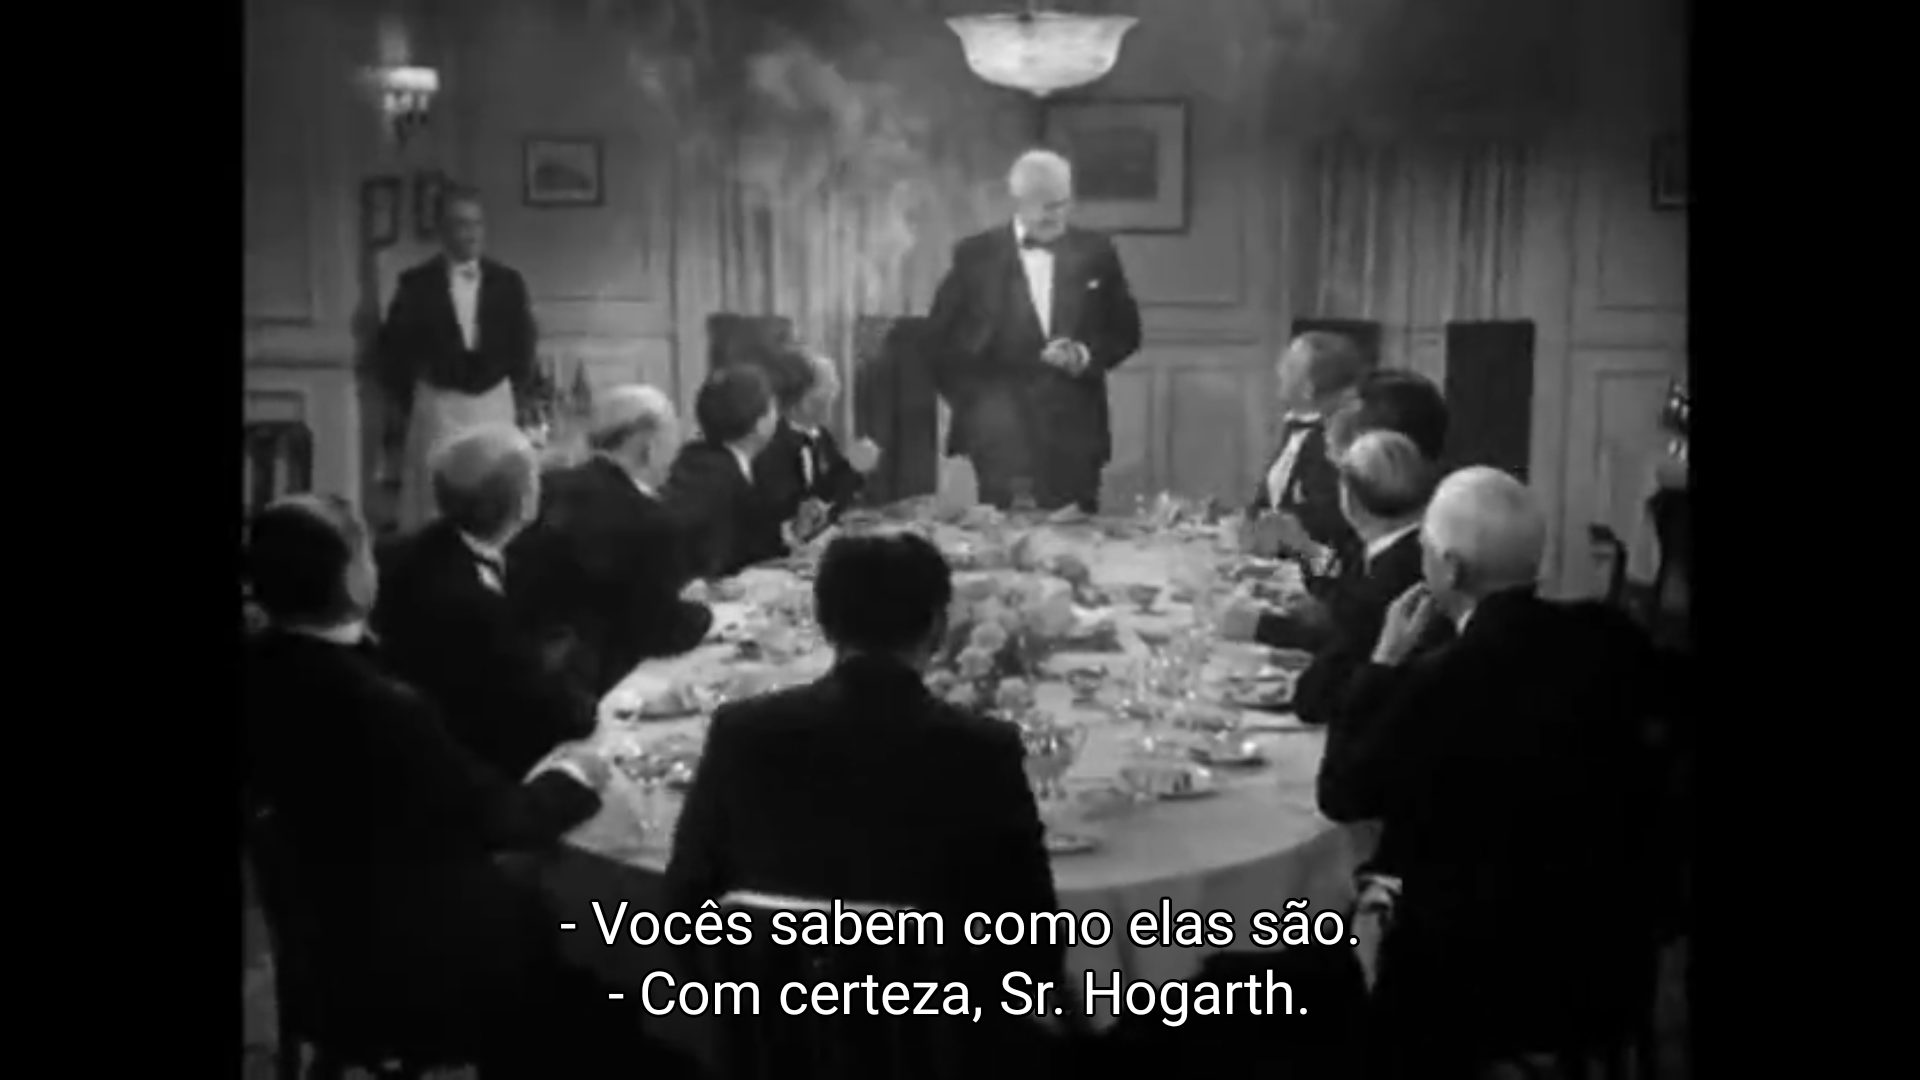 - Vocês sabem como elas são.
- Com certeza, Sr. Hogarth.